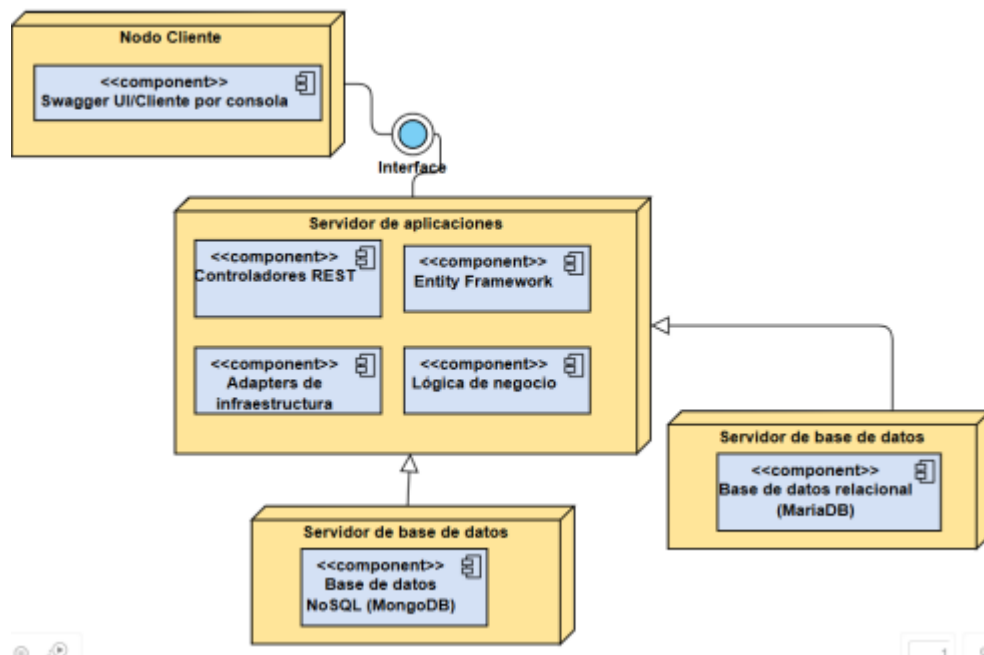 Nodo Cliente
<<component>>
Swagger UI/Cliente por consola
Interface
Servidor de aplicaciones
<<component>>
Controladores REST
<<component>>
Entity Framework
<<component>>
Adapters de
infraestructura
<<component>>
Lógica de negocio
Servidor de base de datos
<<component>>
Base de datos relacional
(MariaDB)
Servidor de base de datos
<<component>>
Base de datos
NoSQL (MongoDB)
1